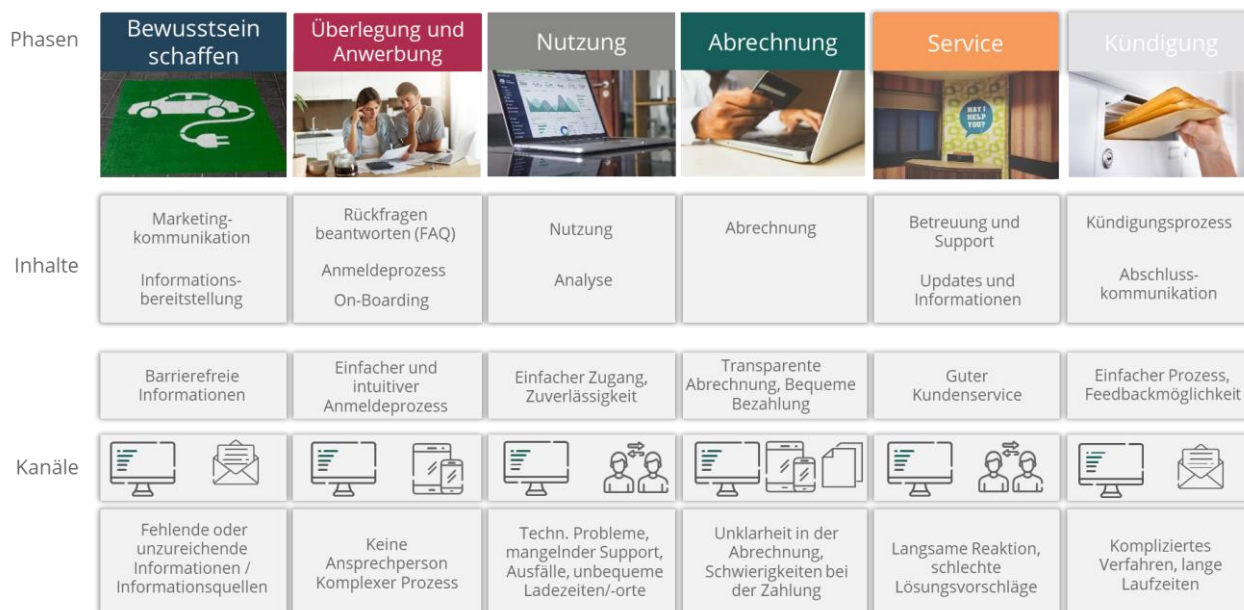 Phasen
Bewusstsein
schaffen
Überlegung und
Anwerbung
Nutzung
Abrechnung
Service
Kündigung
MAY I
HELP
YOU?
Inhalte
Marketing-
kommunikation
Informations-
bereitstellung
Rückfragen
beantworten (FAQ)
Anmeldeprozess
On-Boarding
Nutzung
Analyse
Abrechnung
Betreuung und
Support
Updates und
Informationen
Kündigungsprozess
Abschluss-
kommunikation
Barrierefreie
Informationen
Einfacher und
intuitiver
Anmeldeprozess
Einfacher Zugang,
Zuverlässigkeit
Transparente
Abrechnung, Bequeme
Bezahlung
Guter
Kundenservice
Einfacher Prozess,
Feedbackmöglichkeit
Kanäle
Fehlende oder
unzureichende
Informationen /
Informationsquellen
Keine
Ansprechperson
Komplexer Prozess
Techn. Probleme,
mangelnder Support,
Ausfälle, unbequeme
Ladezeiten/-orte
Unklarheit in der
Abrechnung,
Schwierigkeiten bei
der Zahlung
Langsame Reaktion,
schlechte
Lösungsvorschläge
Kompliziertes
Verfahren, lange
Laufzeiten